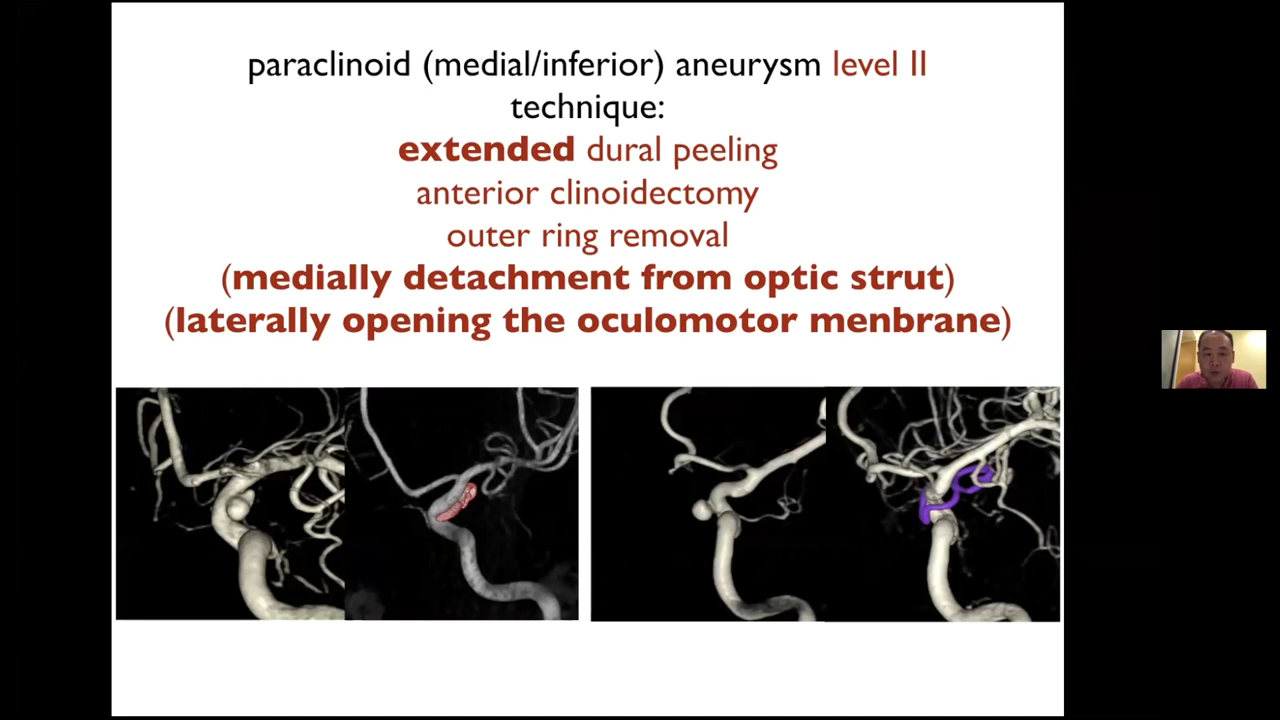 paraclinoid (medial/inferior) aneurysm level II
technique:
extended dural peeling
anterior clinoidectomy
outer ring removal
(medially detachment from optic strut)
(laterally opening the oculomotor menbrane)